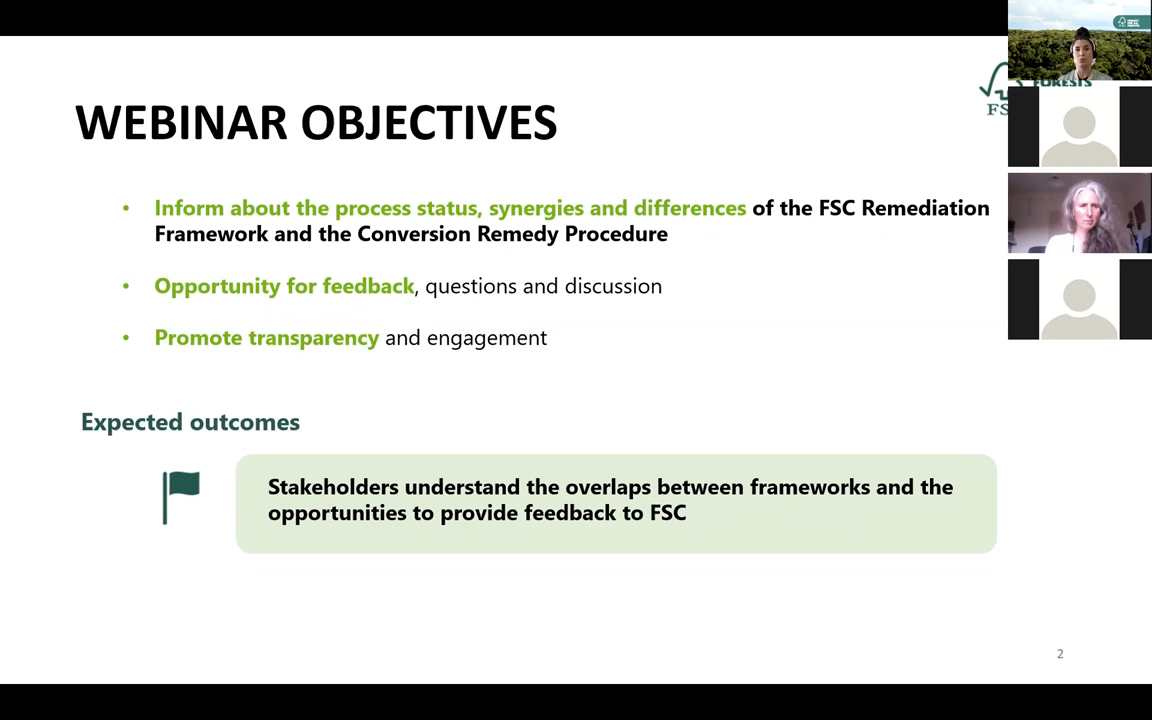 WEBINAR OBJECTIVES
FORESTS
FS
• Inform about the process status, synergies and differences of the FSC Remediation
Framework and the Conversion Remedy Procedure
• Opportunity for feedback, questions and discussion
• Promote transparency and engagement
Expected outcomes
Stakeholders understand the overlaps between frameworks and the
opportunities to provide feedback to FSC
2